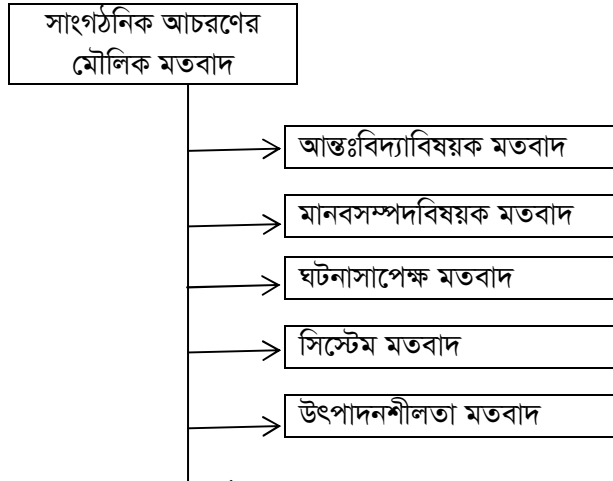 সাংগঠনিক আচরণের
মৌলিক মতবাদ
আন্তঃবিদ্যাবিষয়ক মতবাদ
মানবসম্পদবিষয়ক মতবাদ
ঘটনাসাপেক্ষ মতবাদ
সিস্টেম মতবাদ
উৎপাদনশীলতা মতবাদ